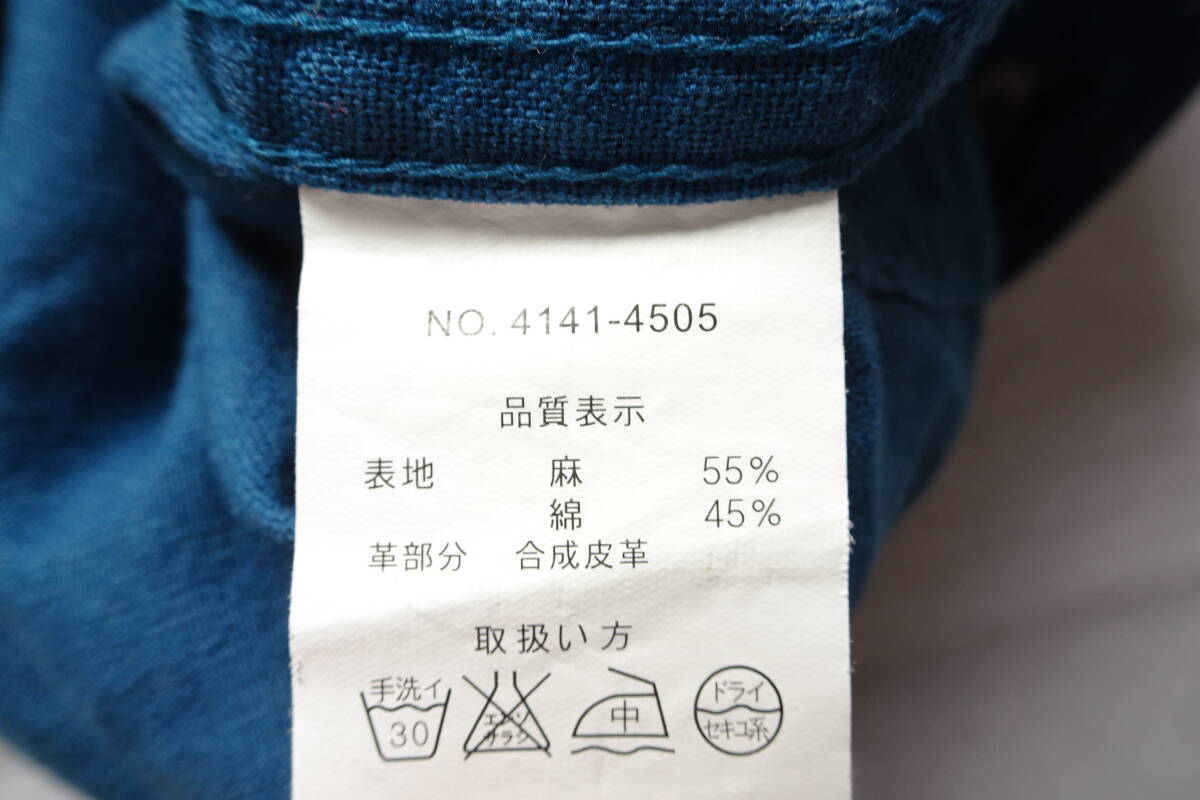 NO. 4141-4505
品質表示
表地 麻 55%
綿 45%
革部分 合成皮革
取扱い方
手洗イ 30
エンソ サラシ
中
ドライ セキユ系